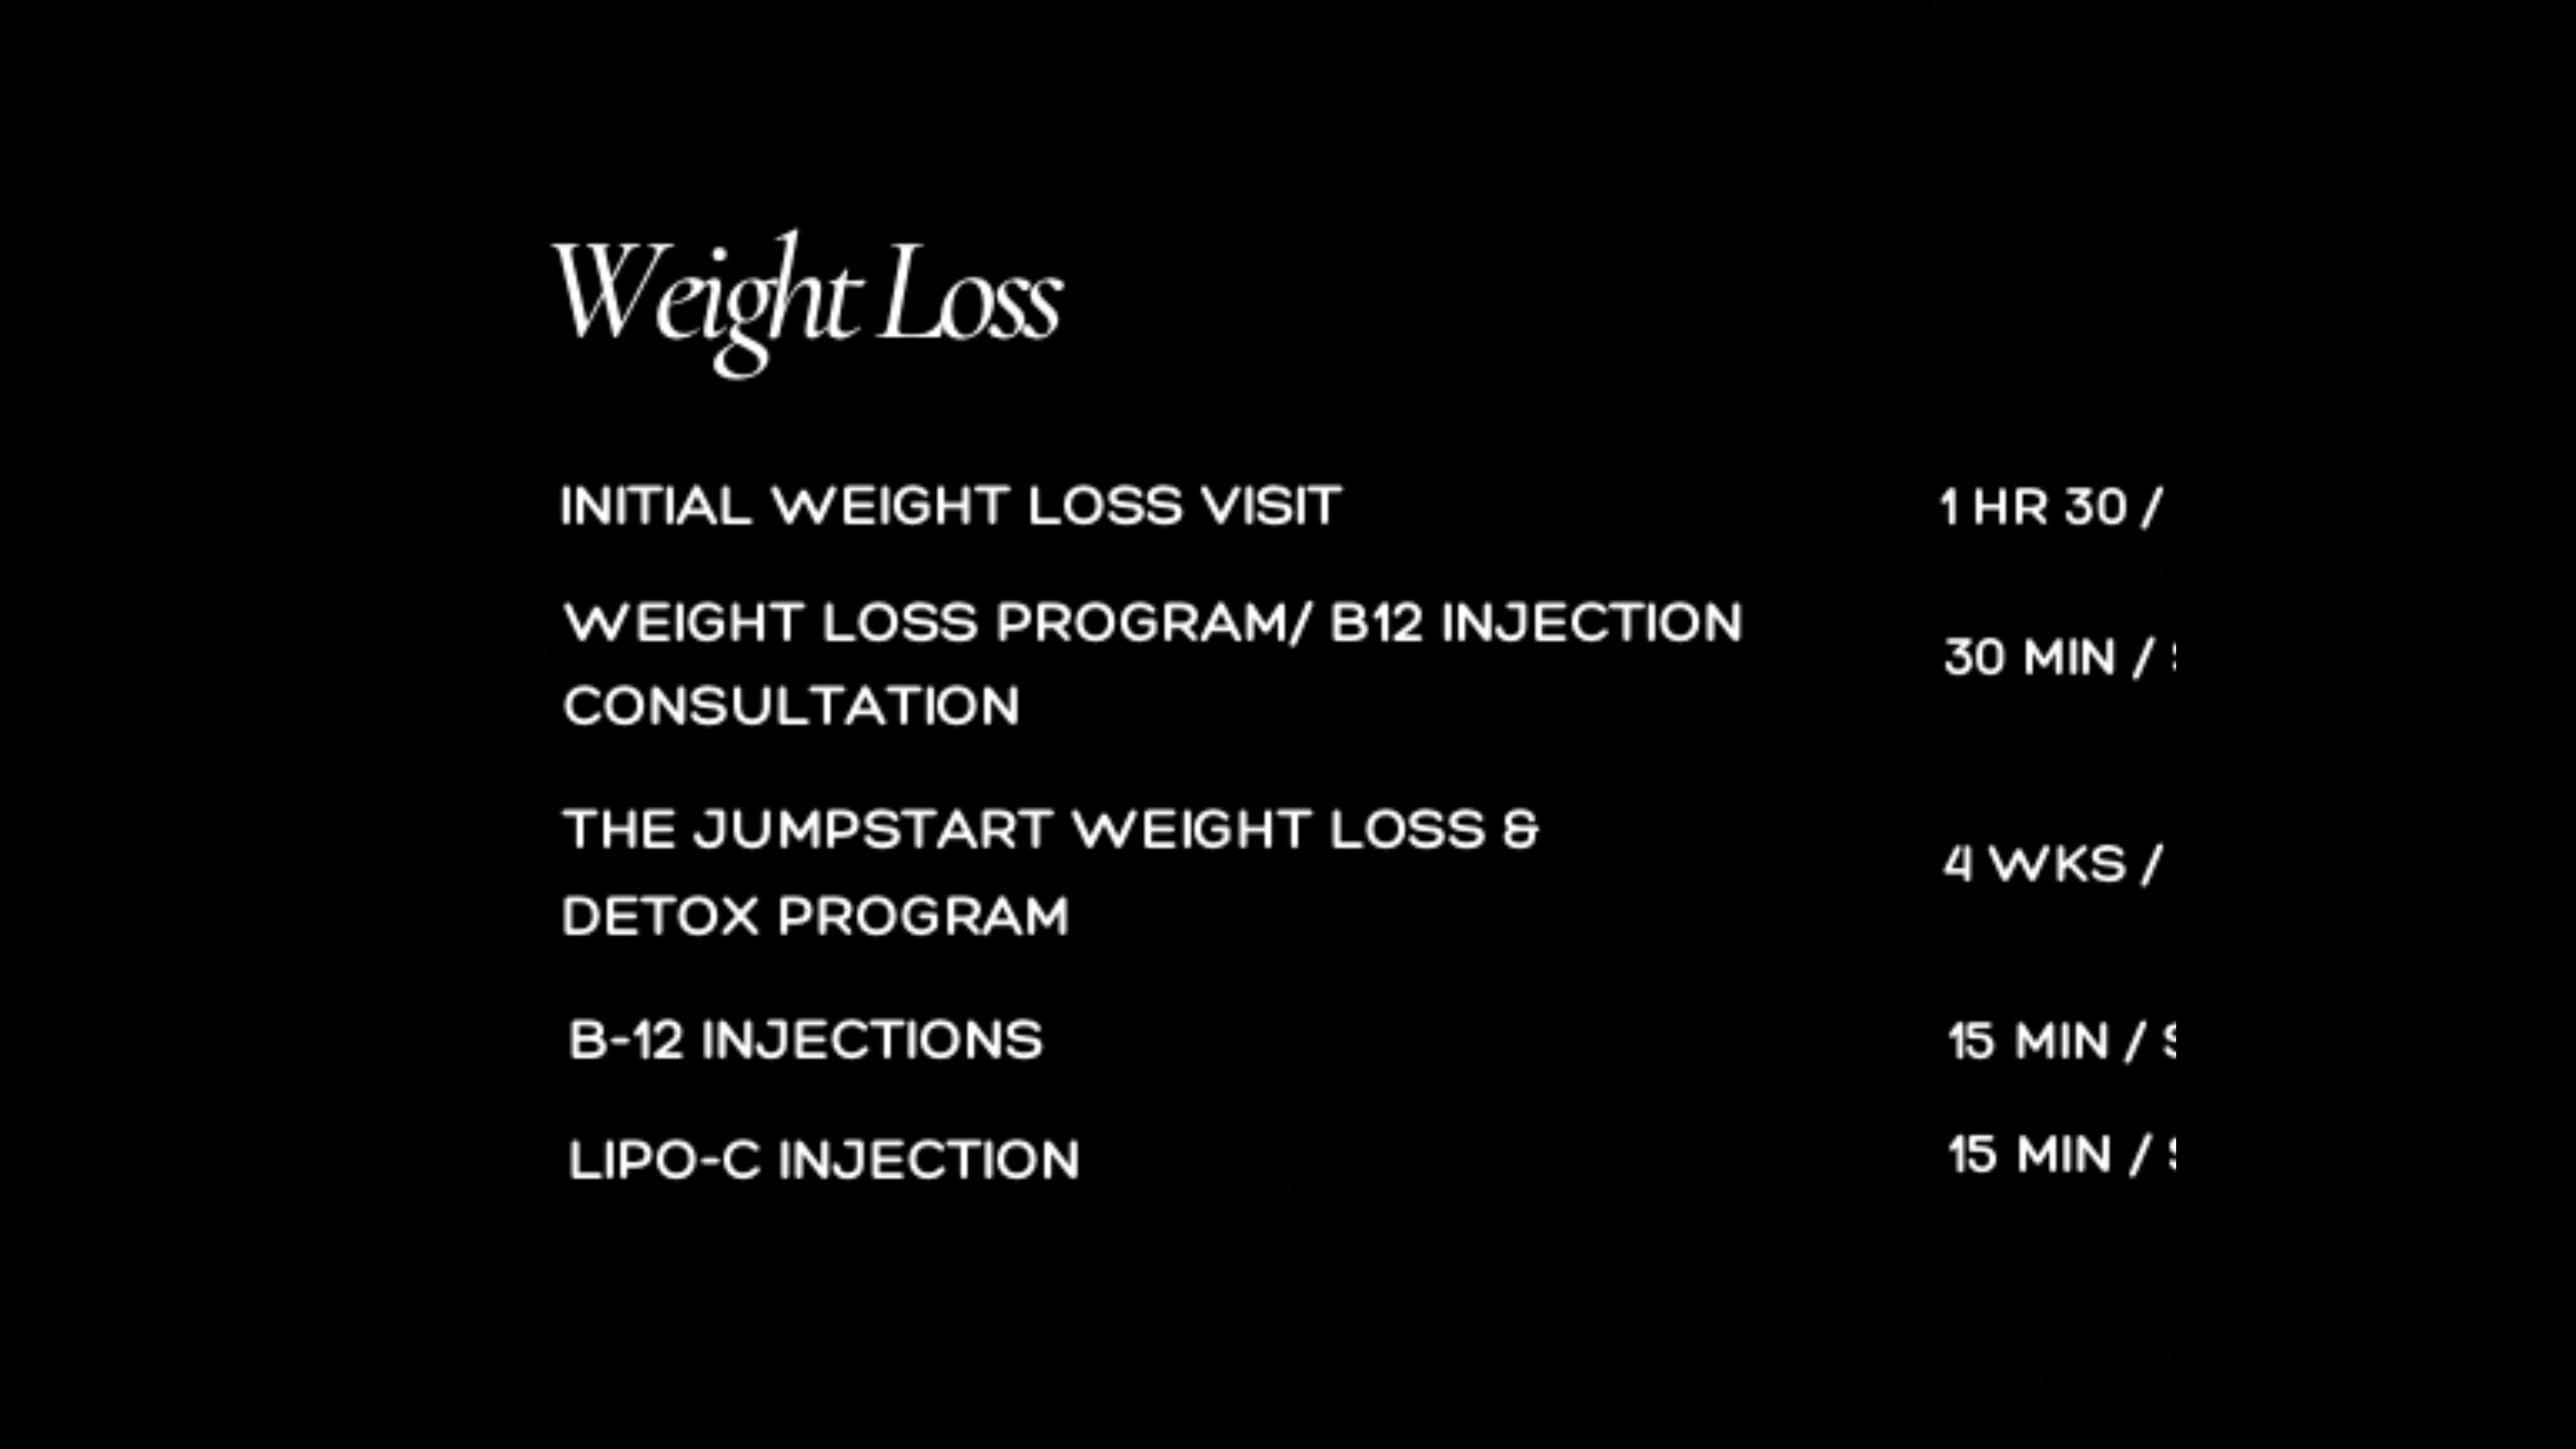 Weight Loss
INITIAL WEIGHT LOSS VISIT 1 HR 30 /
WEIGHT LOSS PROGRAM/ B12 INJECTION
CONSULTATION 30 MIN /
THE JUMPSTART WEIGHT LOSS &
DETOX PROGRAM 4 WKS /
B-12 INJECTIONS 15 MIN /
LIPO-C INJECTION 15 MIN /